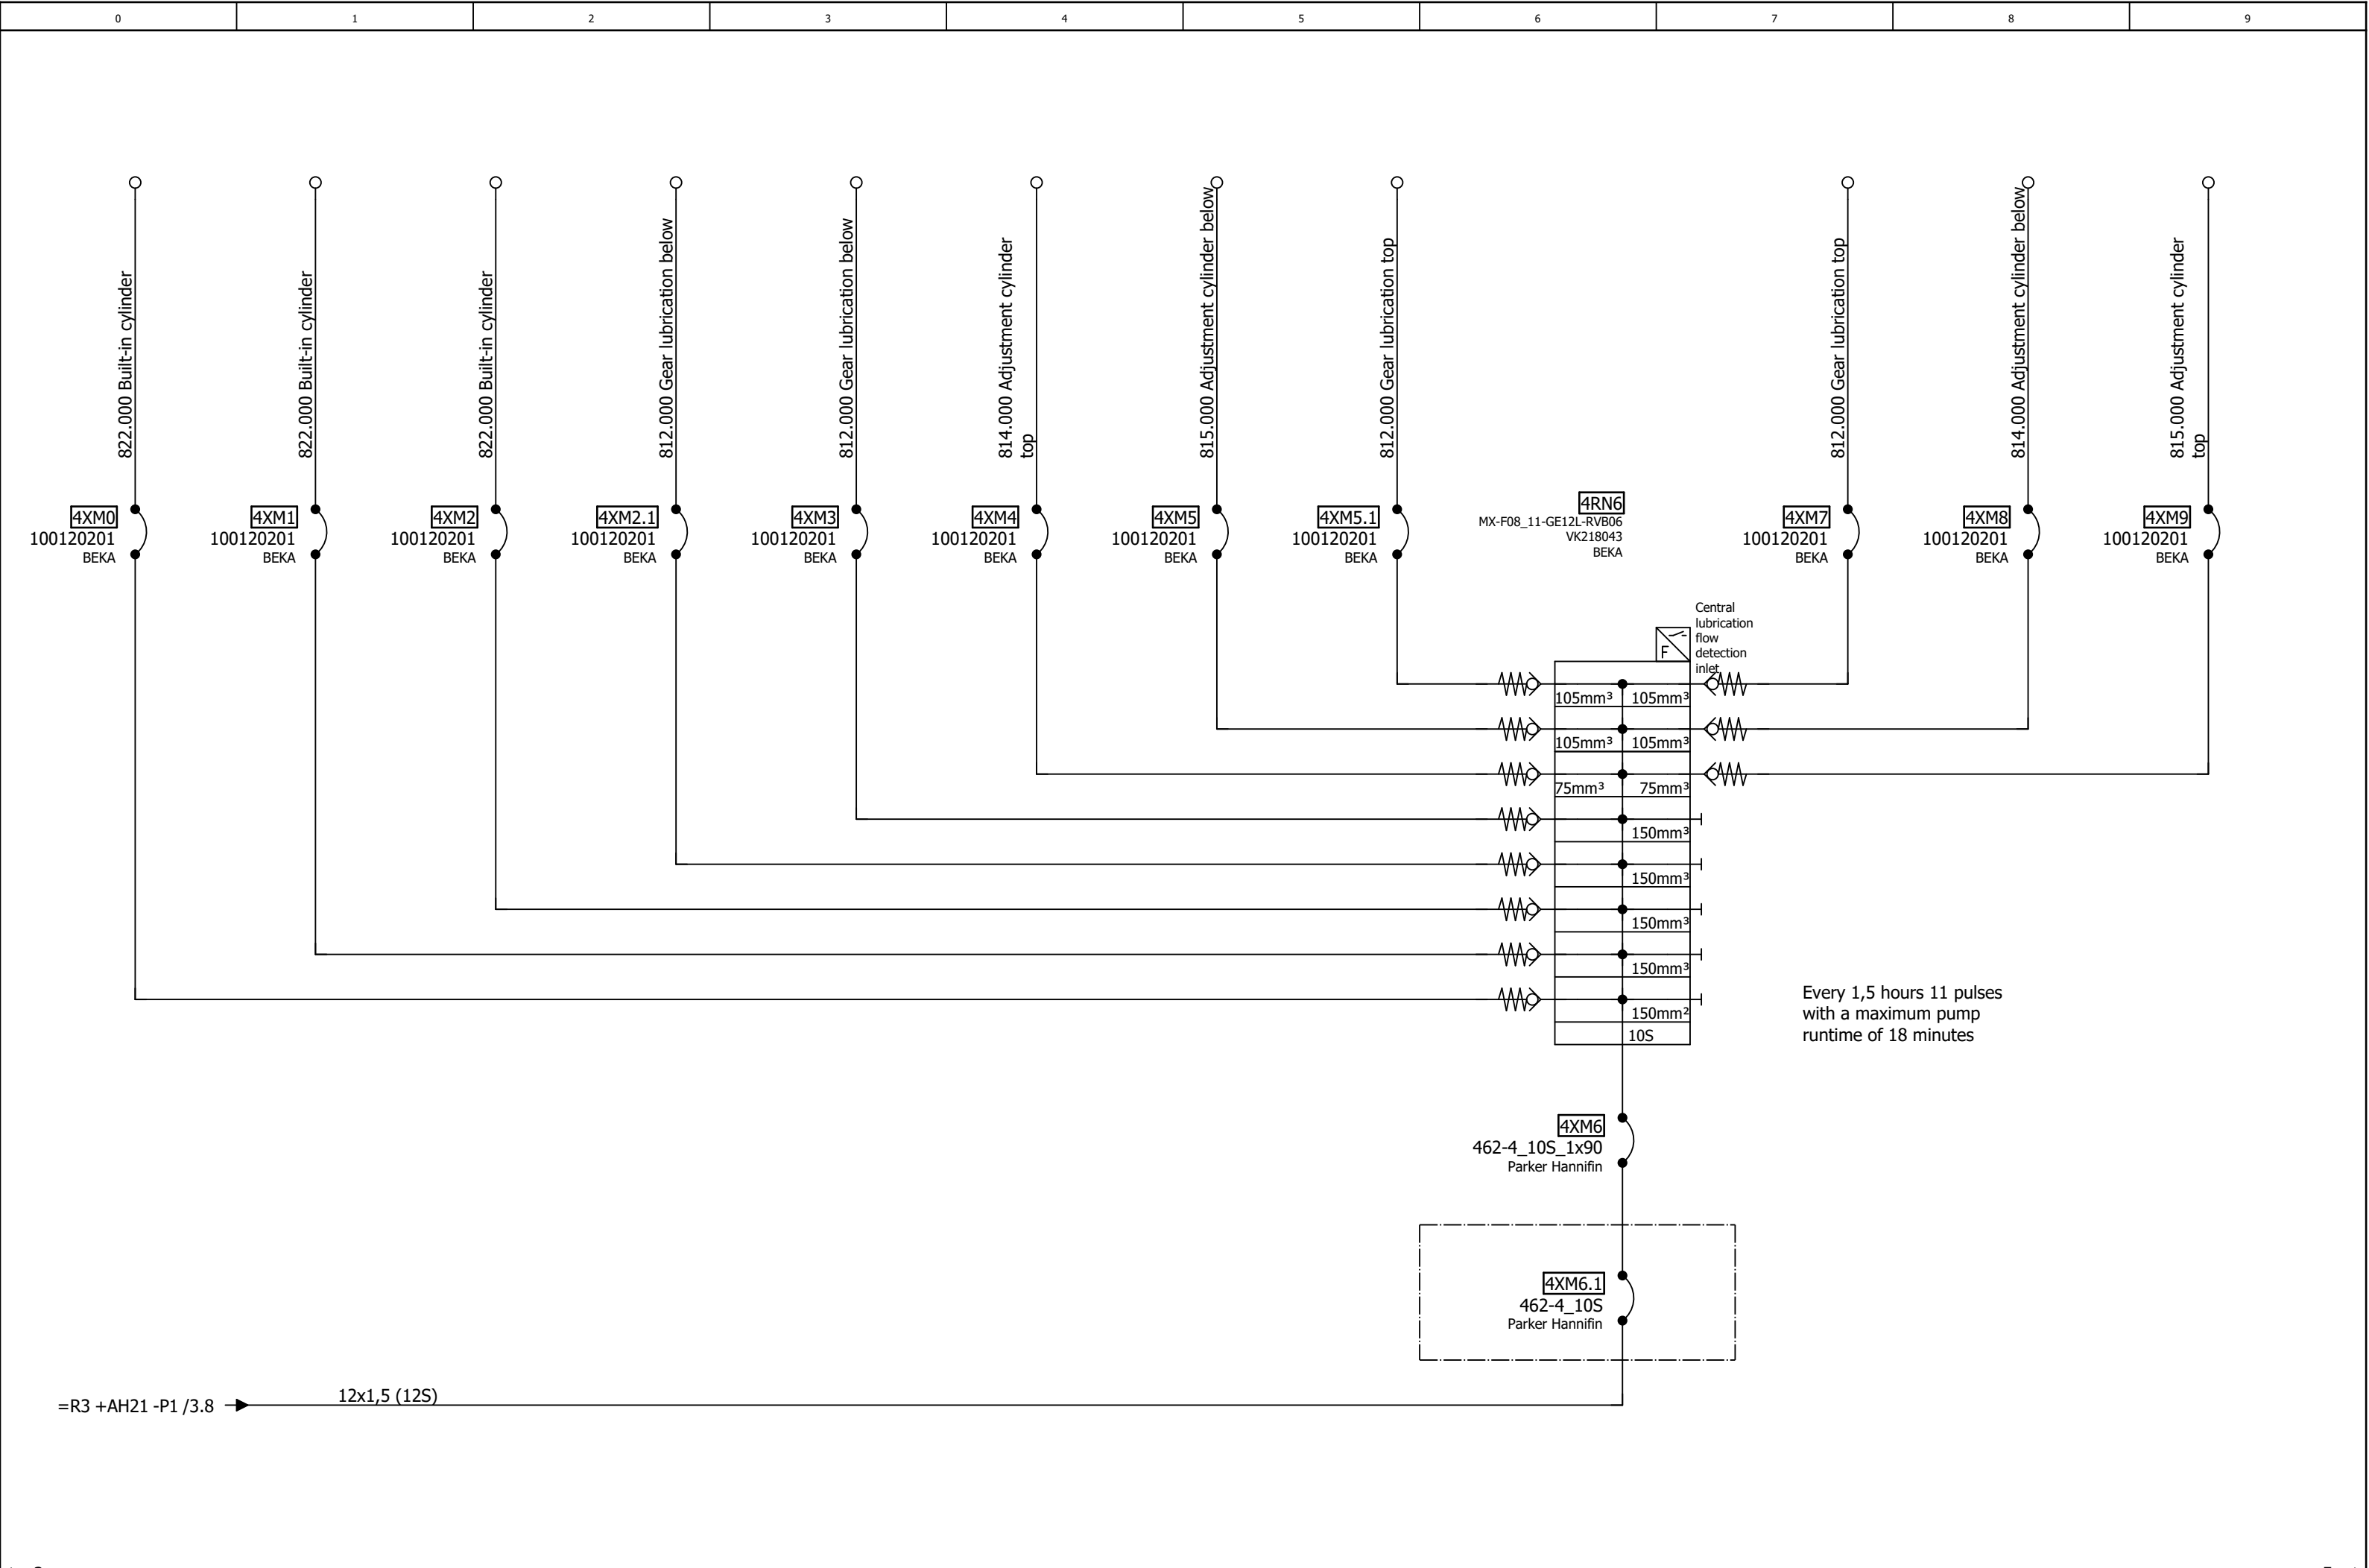 0 1 2 3 4 5 6 7 8 9
822.000 Built-in cylinder
822.000 Built-in cylinder
822.000 Built-in cylinder
812.000 Gear lubrication below
812.000 Gear lubrication below
814.000 Adjustment cylinder
top
815.000 Adjustment cylinder below
812.000 Gear lubrication top
812.000 Gear lubrication top
814.000 Adjustment cylinder below
815.000 Adjustment cylinder
top
4XM0
100120201
BEKA
4XM1
100120201
BEKA
4XM2
100120201
BEKA
4XM2.1
100120201
BEKA
4XM3
100120201
BEKA
4XM4
100120201
BEKA
4XM5
100120201
BEKA
4XM5.1
100120201
BEKA
4RN6
MX-F08_11-GE12L-RVB06
VK218043
BEKA
4XM7
100120201
BEKA
4XM8
100120201
BEKA
4XM9
100120201
BEKA
Central
lubrication
flow
detection
inlet
F
105mm³ 105mm³
105mm³ 105mm³
75mm³ 75mm³
150mm³
150mm³
150mm³
150mm³
150mm²
10S
Every 1,5 hours 11 pulses
with a maximum pump
runtime of 18 minutes
4XM6
462-4_10S_1x90
Parker Hannifin
4XM6.1
462-4_10S
Parker Hannifin
12x1,5 (12S)
=R3 +AH21 -P1 /3.8